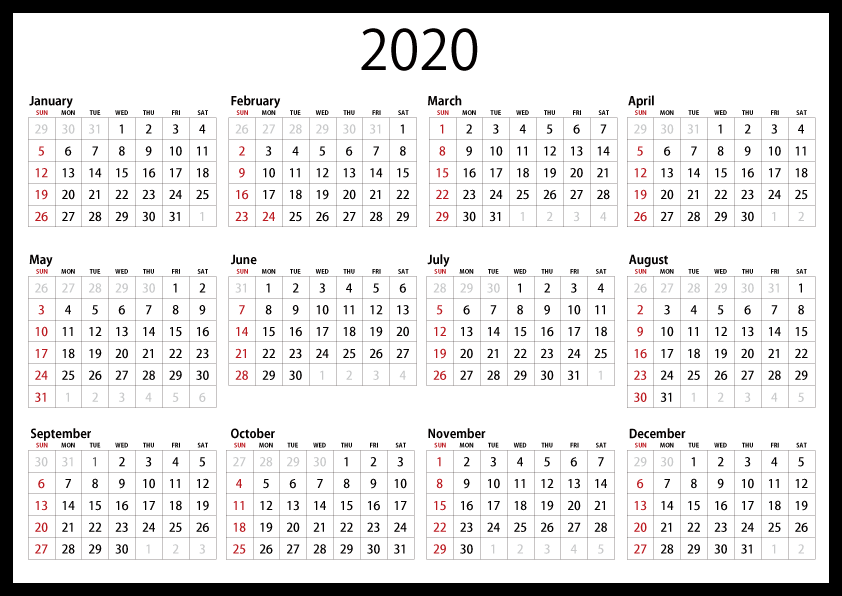 2020
January
SUN MON TUE WED THU FRI SAT
29 30 31 1 2 3 4
5 6 7 8 9 10 11
12 13 14 15 16 17 18
19 20 21 22 23 24 25
26 27 28 29 30 31 1
February
SUN MON TUE WED THU FRI SAT
26 27 28 29 30 31 1
2 3 4 5 6 7 8
9 10 11 12 13 14 15
16 17 18 19 20 21 22
23 24 25 26 27 28 29
March
SUN MON TUE WED THU FRI SAT
1 2 3 4 5 6 7
8 9 10 11 12 13 14
15 16 17 18 19 20 21
22 23 24 25 26 27 28
29 30 31 1 2 3 4
April
SUN MON TUE WED THU FRI SAT
29 30 31 1 2 3 4
5 6 7 8 9 10 11
12 13 14 15 16 17 18
19 20 21 22 23 24 25
26 27 28 29 30 1 2
May
SUN MON TUE WED THU FRI SAT
26 27 28 29 30 1 2
3 4 5 6 7 8 9
10 11 12 13 14 15 16
17 18 19 20 21 22 23
24 25 26 27 28 29 30
31 1 2 3 4 5 6
June
SUN MON TUE WED THU FRI SAT
31 1 2 3 4 5 6
7 8 9 10 11 12 13
14 15 16 17 18 19 20
21 22 23 24 25 26 27
28 29 30 1 2 3 4
July
SUN MON TUE WED THU FRI SAT
28 29 30 1 2 3 4
5 6 7 8 9 10 11
12 13 14 15 16 17 18
19 20 21 22 23 24 25
26 27 28 29 30 31 1
August
SUN MON TUE WED THU FRI SAT
26 27 28 29 30 31 1
2 3 4 5 6 7 8
9 10 11 12 13 14 15
16 17 18 19 20 21 22
23 24 25 26 27 28 29
30 31 1 2 3 4 5
September
SUN MON TUE WED THU FRI SAT
30 31 1 2 3 4 5
6 7 8 9 10 11 12
13 14 15 16 17 18 19
20 21 22 23 24 25 26
27 28 29 30 1 2 3
October
SUN MON TUE WED THU FRI SAT
27 28 29 30 1 2 3
4 5 6 7 8 9 10
11 12 13 14 15 16 17
18 19 20 21 22 23 24
25 26 27 28 29 30 31
November
SUN MON TUE WED THU FRI SAT
1 2 3 4 5 6 7
8 9 10 11 12 13 14
15 16 17 18 19 20 21
22 23 24 25 26 27 28
29 30 1 2 3 4 5
December
SUN MON TUE WED THU FRI SAT
29 30 1 2 3 4 5
6 7 8 9 10 11 12
13 14 15 16 17 18 19
20 21 22 23 24 25 26
27 28 29 30 31 1 2